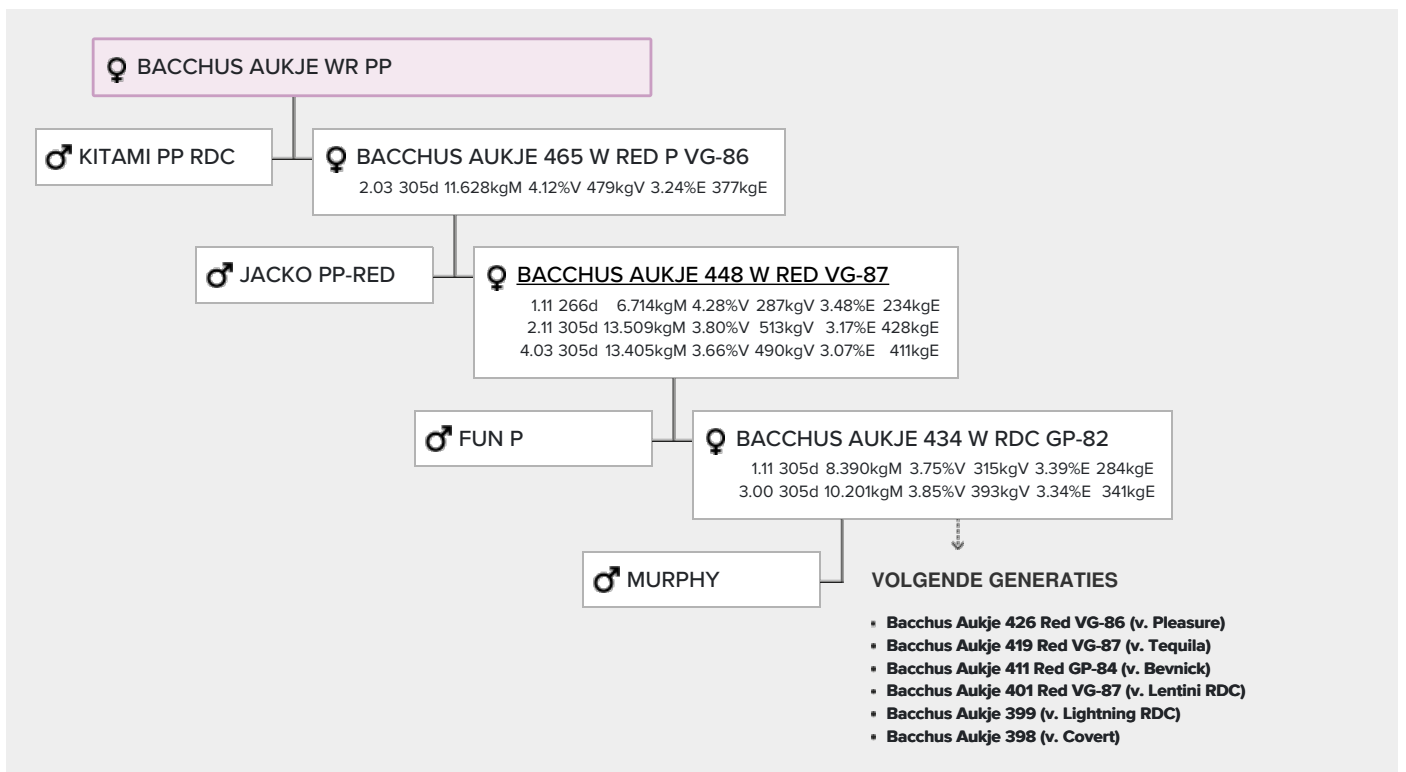 BACCHUS AUKJE WR PP
KITAMI PP RDC
BACCHUS AUKJE 465 W RED P VG-86
2.03 305d 11.628kgM 4.12%V 479kgV 3.24%E 377kgE
JACKO PP-RED
BACCHUS AUKJE 448 W RED VG-87
1.11 266d 6.714kgM 4.28%V 287kgV 3.48%E 234kgE
2.11 305d 13.509kgM 3.80%V 513kgV 3.17%E 428kgE
4.03 305d 13.405kgM 3.66%V 490kgV 3.07%E 411kgE
FUN P
BACCHUS AUKJE 434 W RDC GP-82
1.11 305d 8.390kgM 3.75%V 315kgV 3.39%E 284kgE
3.00 305d 10.201kgM 3.85%V 393kgV 3.34%E 341kgE
MURPHY
VOLGENDE GENERATIES
• Bacchus Aukje 426 Red VG-86 (v. Pleasure)
• Bacchus Aukje 419 Red VG-87 (v. Tequila)
• Bacchus Aukje 411 Red GP-84 (v. Bevnick)
• Bacchus Aukje 401 Red VG-87 (v. Lentini RDC)
• Bacchus Aukje 399 (v. Lightning RDC)
• Bacchus Aukje 398 (v. Covert)